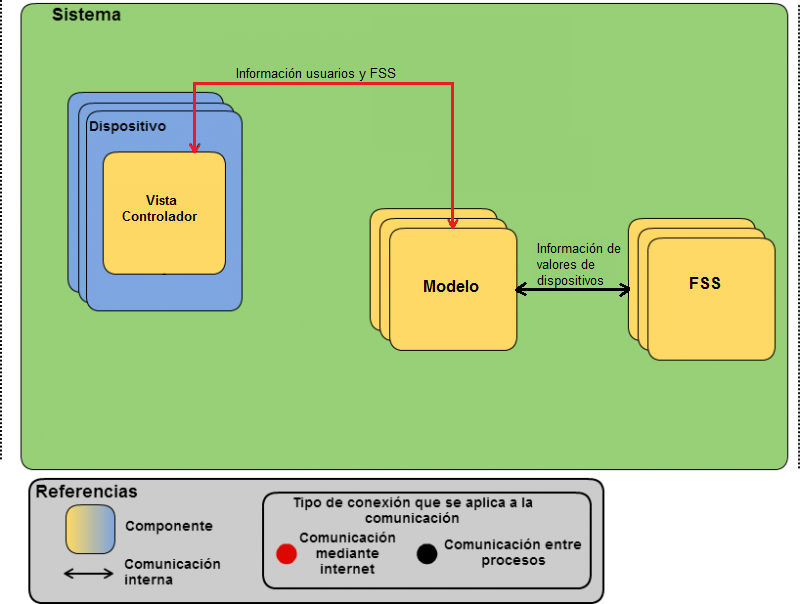 Sistema
Información usuarios y FSS
Dispositivo
Vista
Controlador
Modelo
Información de
valores de
dispositivos
FSS
Referencias
Componente
Comunicación
interna
Tipo de conexión que se aplica a la
comunicación
Comunicación
mediante
internet
Comunicación entre
procesos